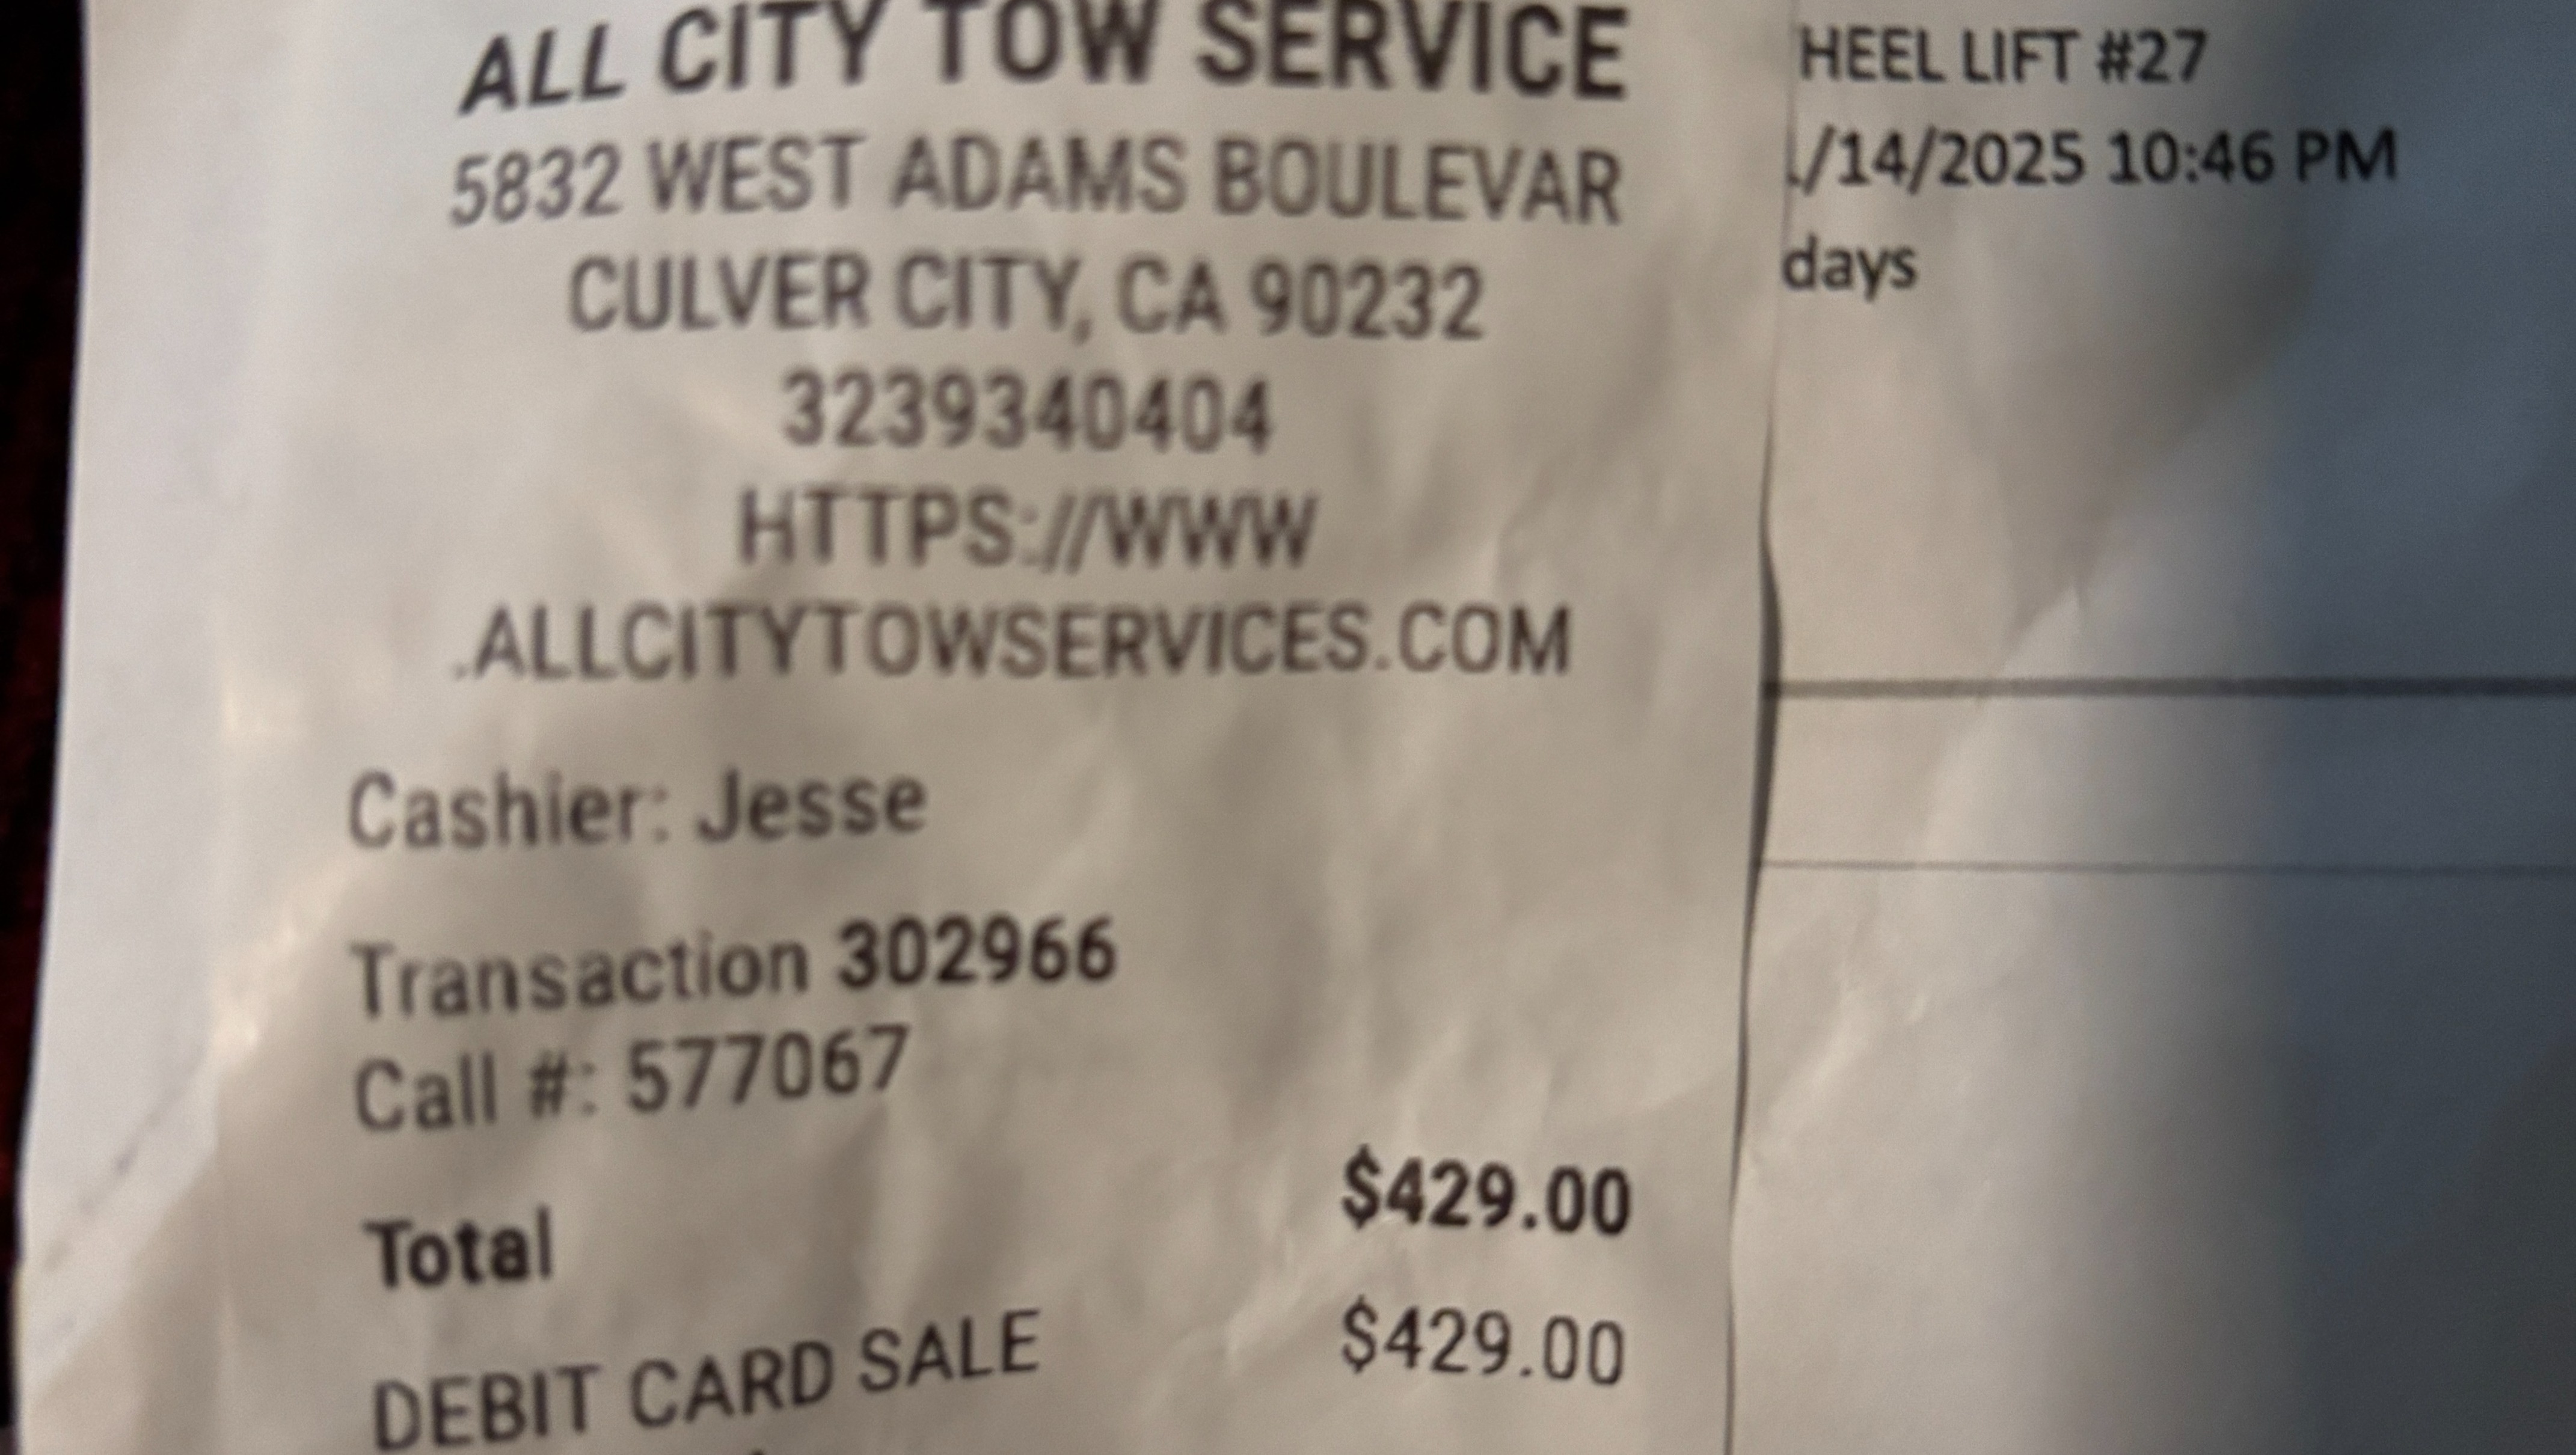 ALL CITY TOW SERVICE
5832 WEST ADAMS BOULEVAR
CULVER CITY, CA 90232
3239340404
HTTPS://WWW
.ALLCITYTOWSERVICES.COM
Cashier: Jesse
Transaction 302966
Call #: 577067
Total $429.00
DEBIT CARD SALE $429.00
HEEL LIFT #27
/14/2025 10:46 PM
days